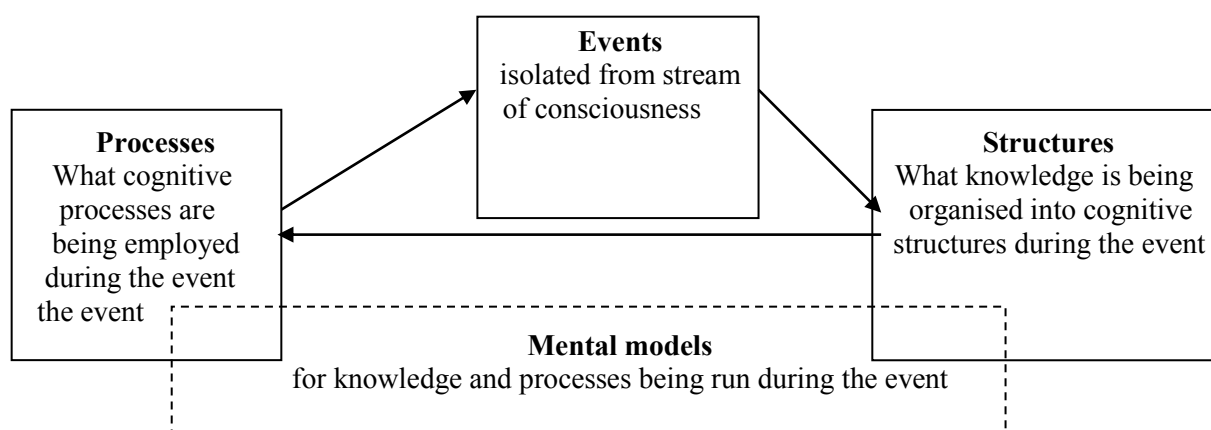 Events
isolated from stream
of consciousness
Processes
What cognitive
processes are
being employed
during the event
the event
Structures
What knowledge is being
organised into cognitive
structures during the event
Mental models
for knowledge and processes being run during the event